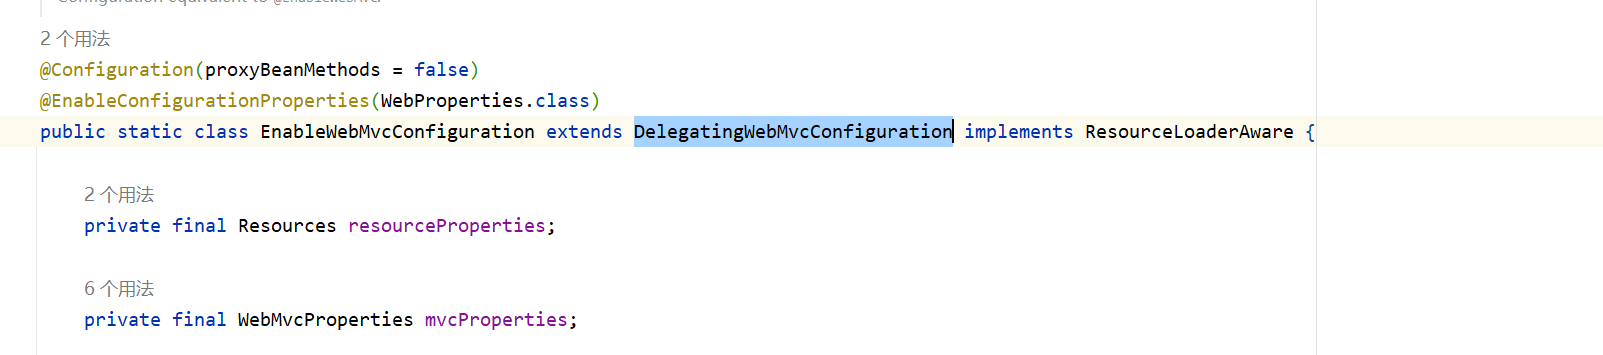 Configuration equivalent to @EnableWebMvc.
2 个用法
@Configuration(proxyBeanMethods = false)
@EnableConfigurationProperties(WebProperties.class)
public static class EnableWebMvcConfiguration extends DelegatingWebMvcConfiguration implements ResourceLoaderAware {
2 个用法
private final Resources resourceProperties;
6 个用法
private final WebMvcProperties mvcProperties;